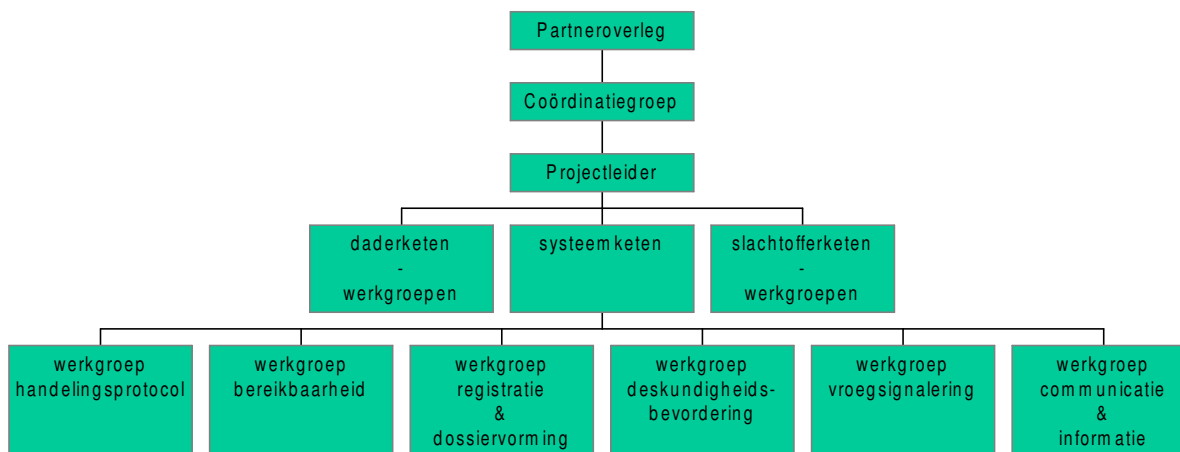 Partneroverleg
Coördinatiegroep
Projectleider
daderketen
-
werkgroepen
systeemketen
slachtofferketen
-
werkgroepen
werkgroep
handelingsprotocol
werkgroep
bereikbaarheid
werkgroep
registratie
&
dossiervorming
werkgroep
deskundigheids-
bevordering
werkgroep
vroegsignalering
werkgroep
communicatie
&
informatie